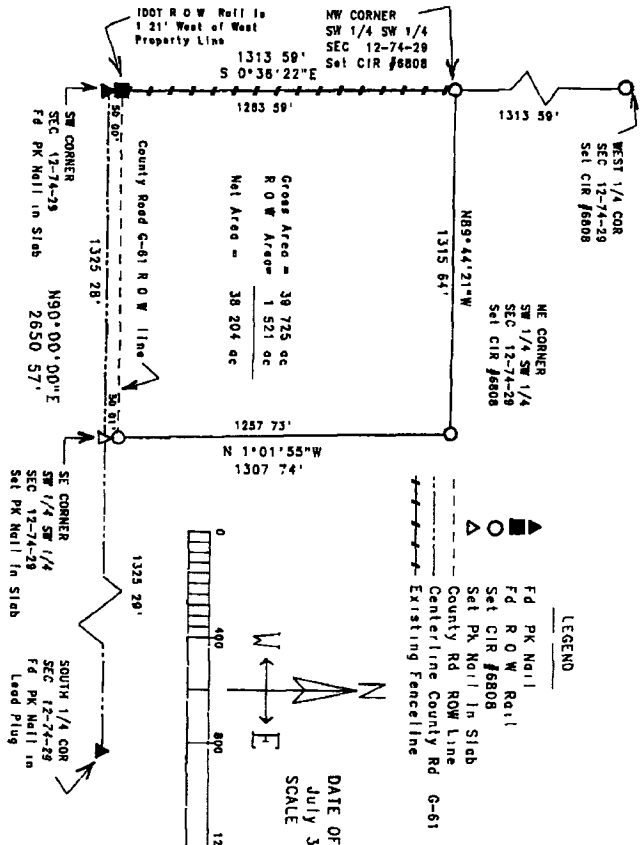 IDOT R O W Rail is
1 21' West of West
Property Line
NW CORNER
SW 1/4 SW 1/4
SEC 12-74-29
Set CIR #6808
WEST 1/4 COR
SEC 12-74-29
Set CIR #6808
1313 59'
S 0°36'22"E
1263 59'
1313 59'
SW CORNER
SEC 12-74-29
Fd PK Nail in Slab
50 00'
County Road G-61 R O W line
Gross Area = 39 725 ac
R O W Area= 1 521 ac
Net Area = 38 204 ac
N89°44'21"W
1315 64'
NE CORNER
SW 1/4 SW 1/4
SEC 12-74-29
Set CIR #6808
1325 28'
N90°00'00"E
2650 57'
50 01'
1257 73'
N 1°01'55"W
1307 74'
SE CORNER
SW 1/4 SW 1/4
SEC 12-74-29
Set PK Nail in Slab
1325 29'
SOUTH 1/4 COR
SEC 12-74-29
Fd PK Nail in
Lead Plug
LEGEND
Fd PK Nail
Fd R O W Rail
Set CIR #6808
Set PK Nail in Slab
County Rd ROW Line
Centerline County Rd G-61
Existing Fenceline
N
W
E
0
400
800
12
DATE OF
July 3
SCALE